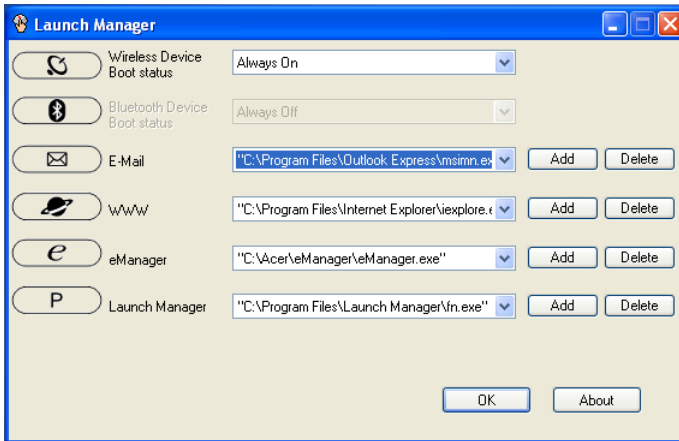 Launch Manager
Wireless Device
Boot status
Always On
Bluetooth Device
Boot status
Always Off
E-Mail
"C:\Program Files\Outlook Express\msimn.ex
Add
Delete
WWW
"C:\Program Files\Internet Explorer\iexplore.e
Add
Delete
e
eManager
"C:\Acer\eManager\eManager.exe"
Add
Delete
P
Launch Manager
"C:\Program Files\Launch Manager\fn.exe"
Add
Delete
OK
About